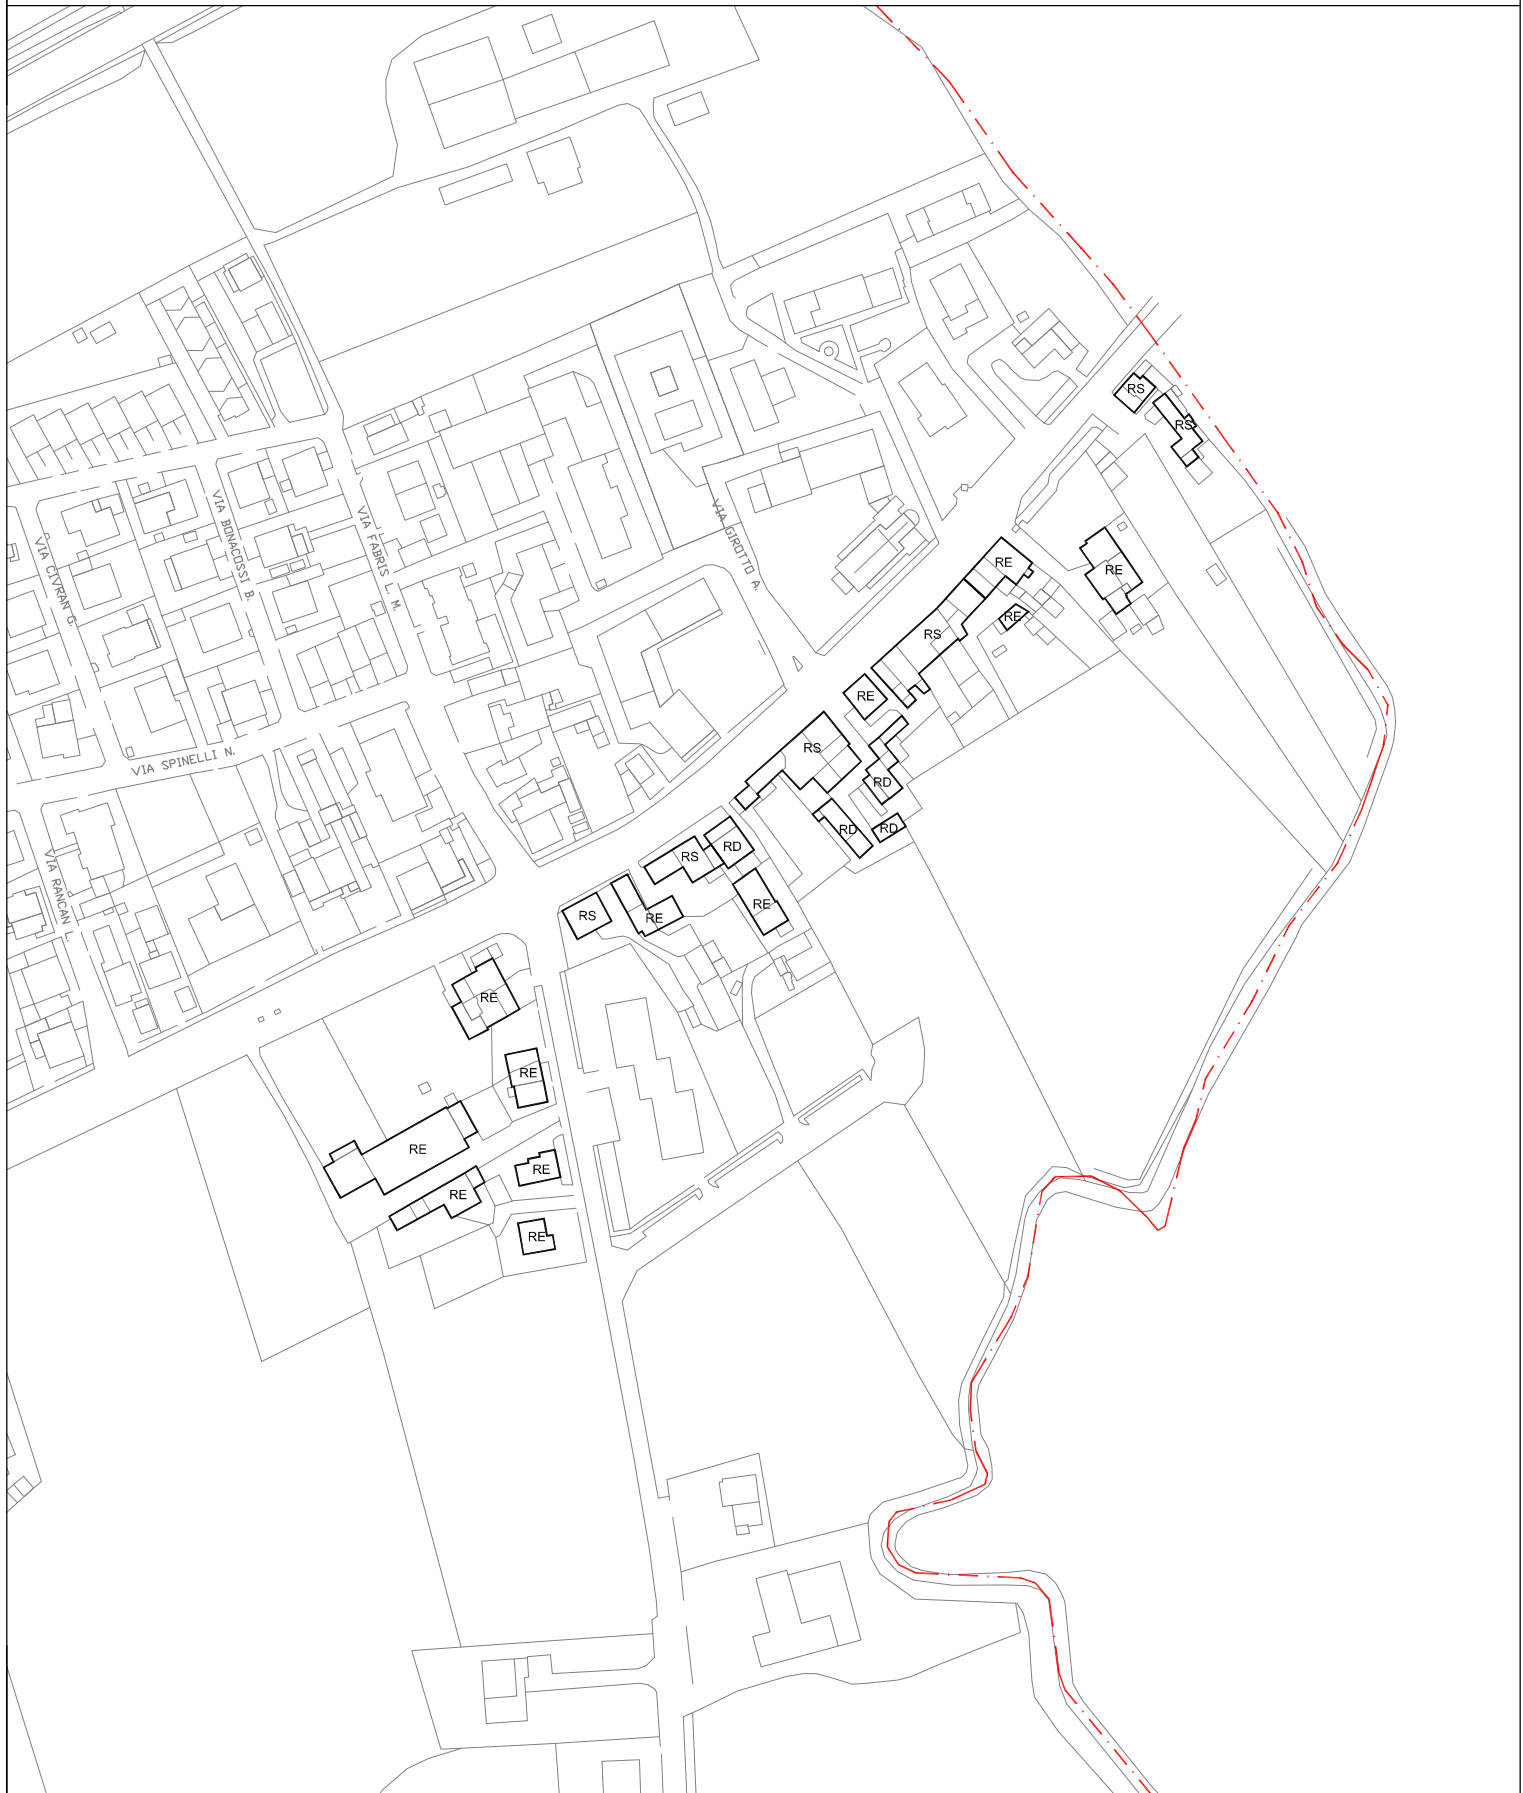 RS
RS
VIA BONACOSSI B.
VIA GIROTTO A.
VIA FABRIS L. M.
VIA CIVRAN G.
RE
RE
RE
RS
RE
RS
VIA SPINELLI N.
RD
RD
RD
RD
RS
VIA RANCAN
RE
RS
RE
RE
RE
RE
RE
RE
RE